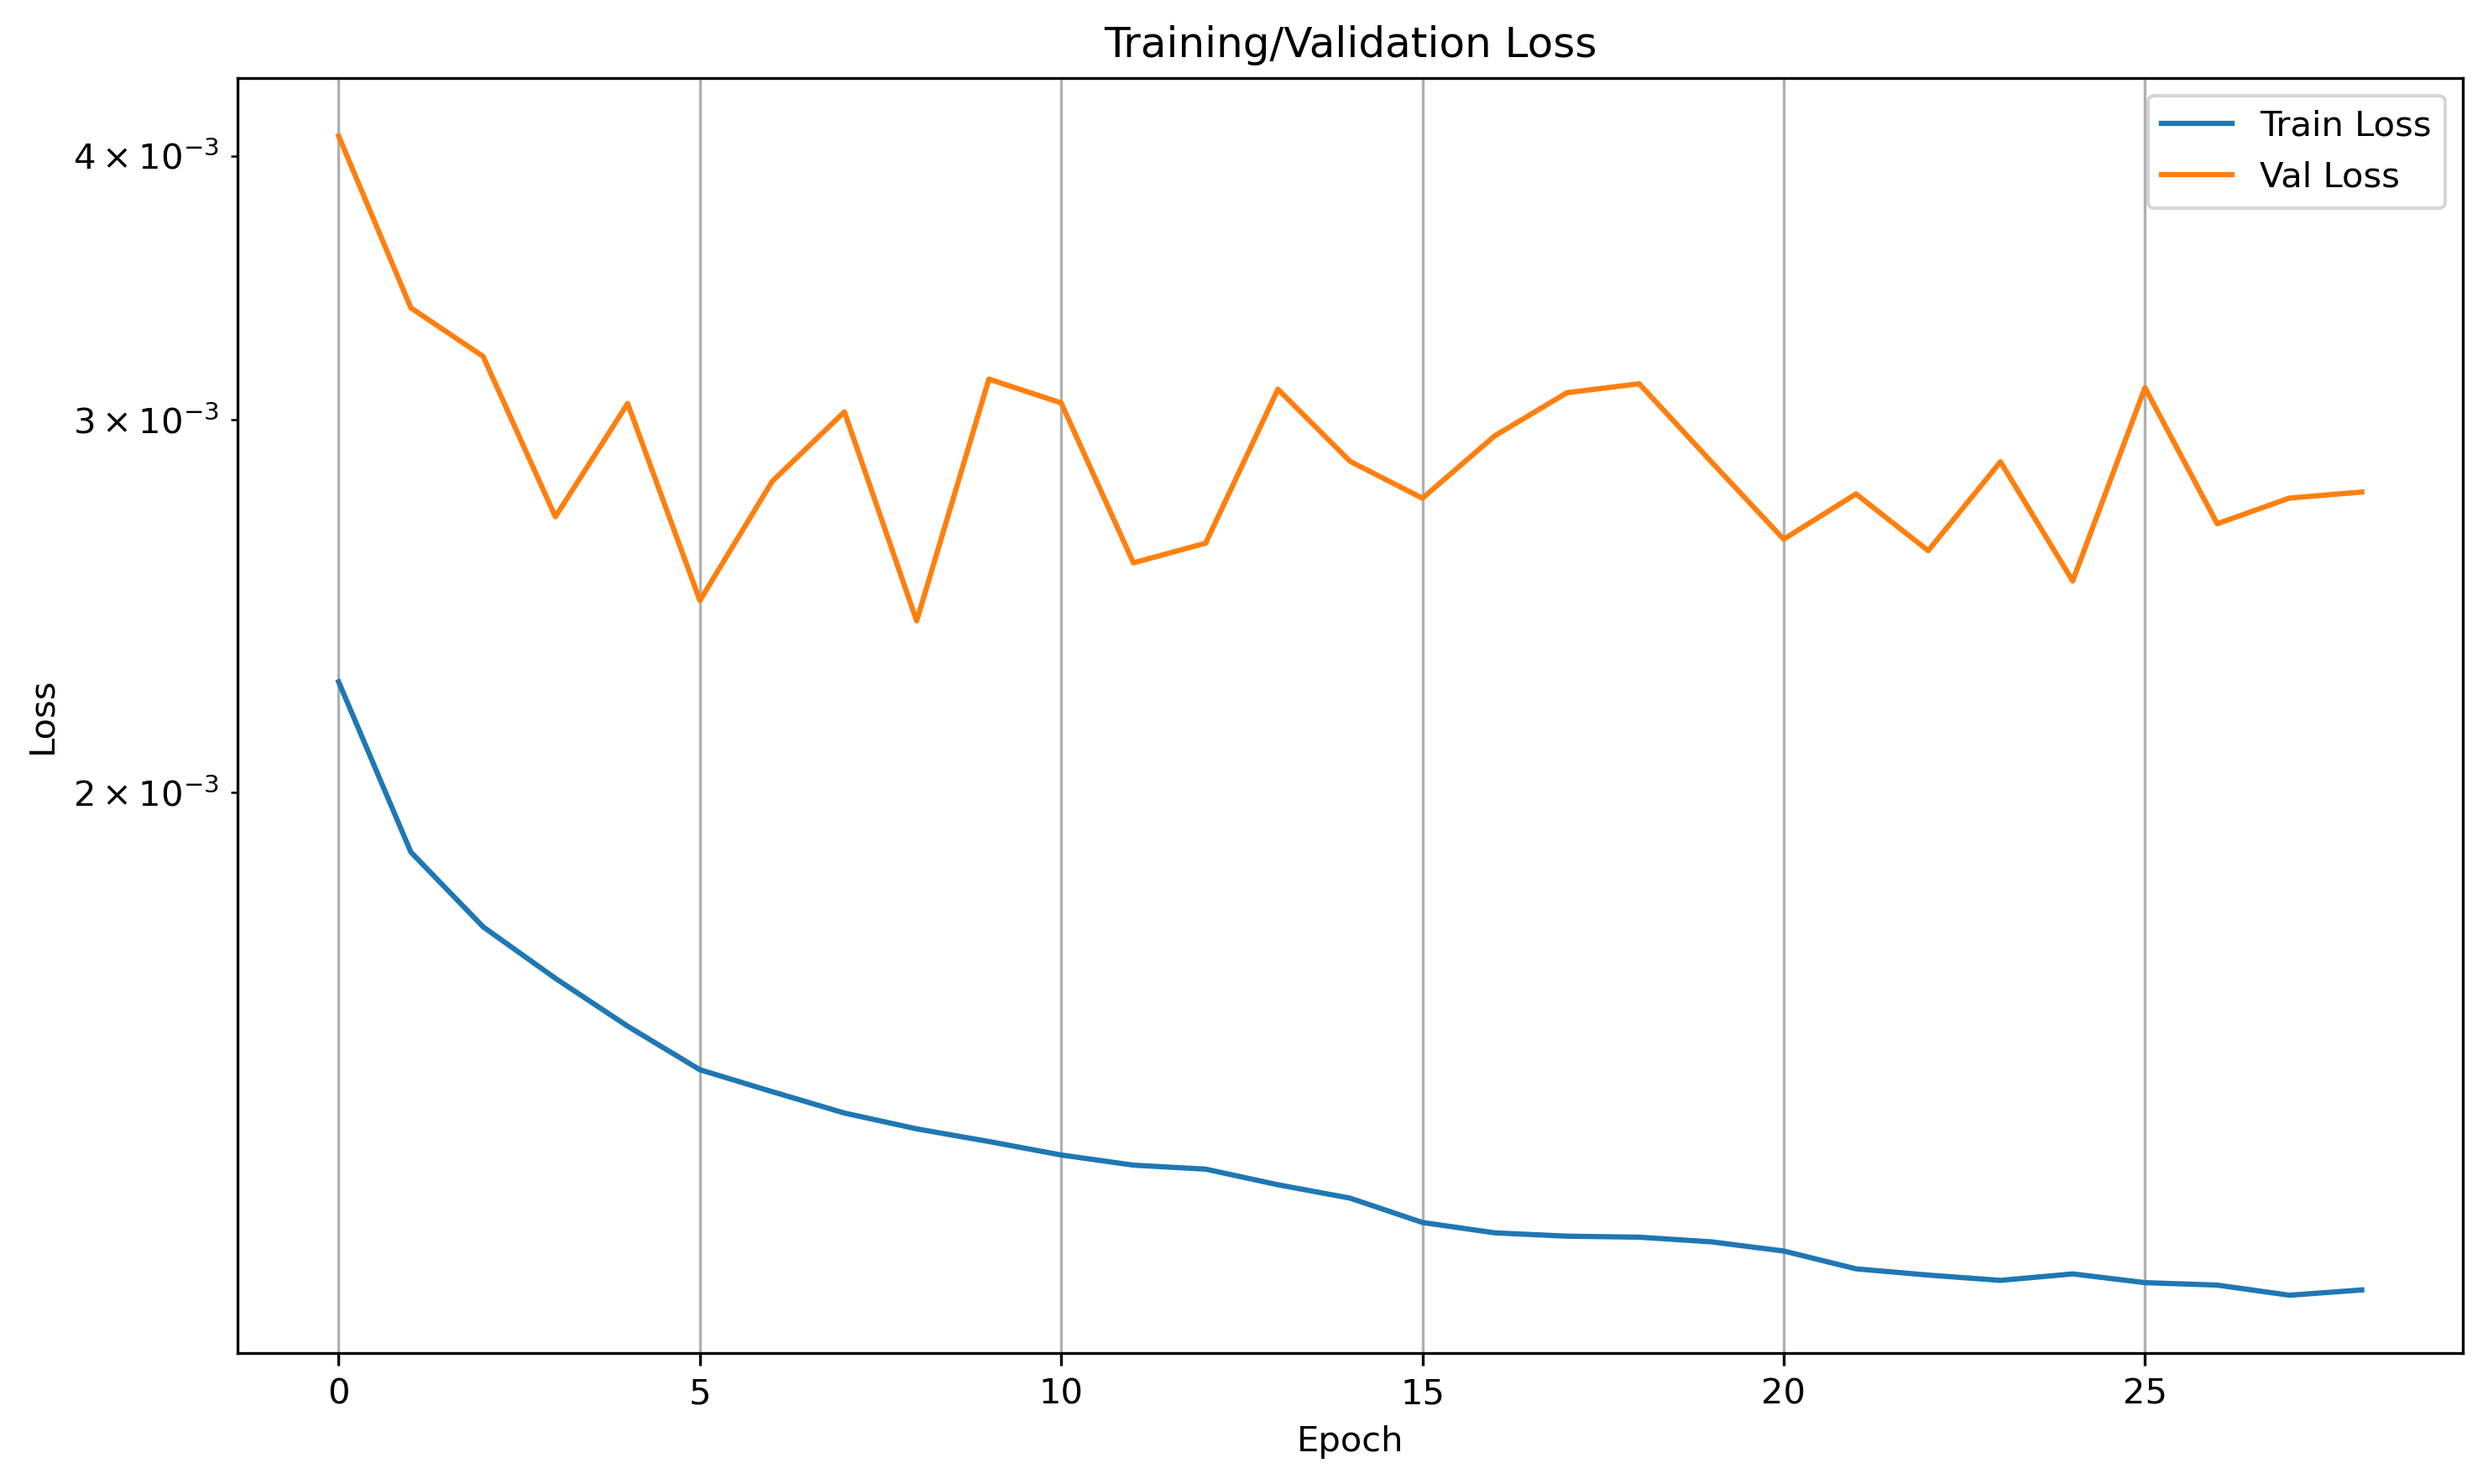 Training/Validation Loss
Train Loss
Val Loss
4 × 10⁻³
3 × 10⁻³
2 × 10⁻³
Loss
0 5 10 15 20 25
Epoch